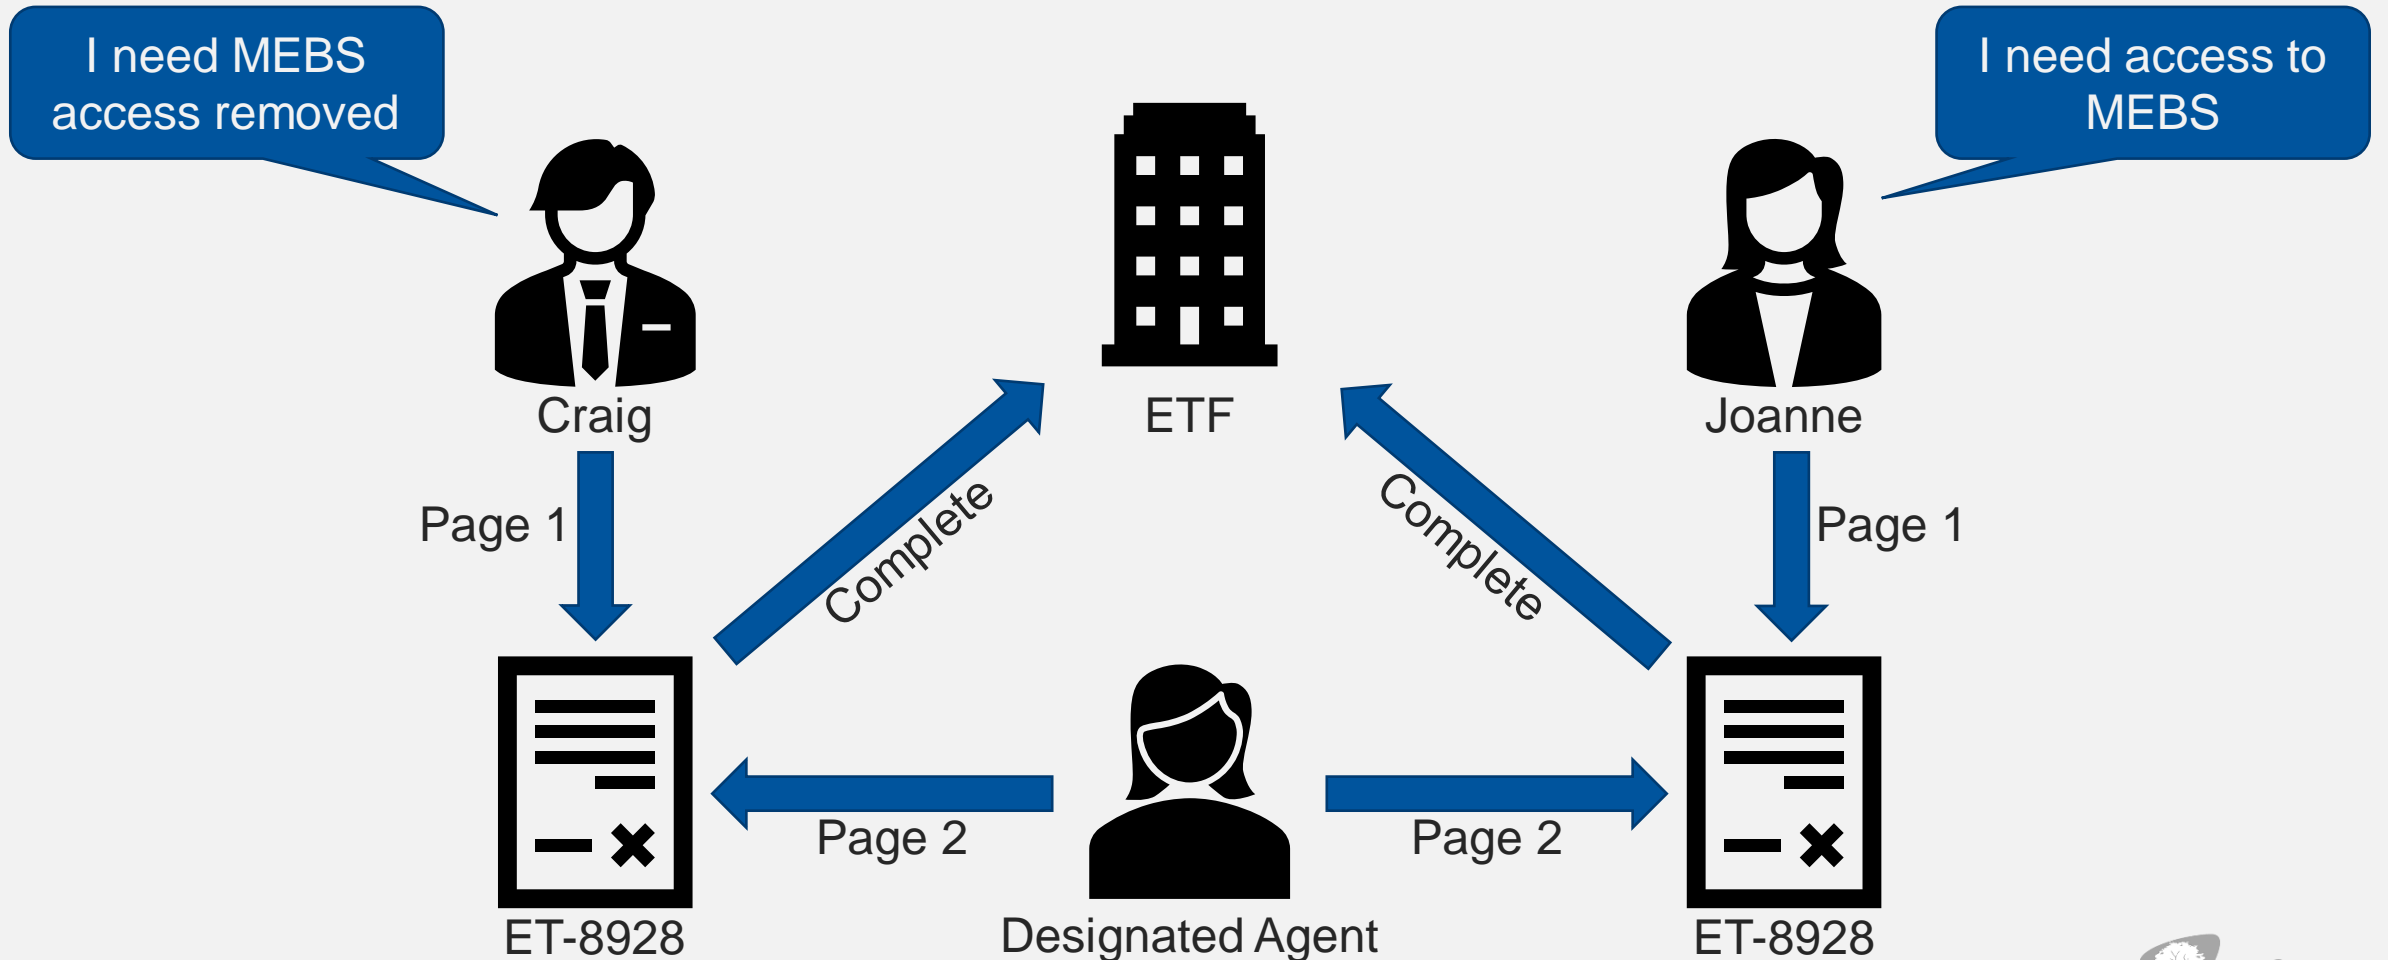 I need MEBS
access removed
I need access to
MEBS
Craig
ETF
Joanne
Page 1
Complete
Complete
Page 1
Page 2
Page 2
ET-8928
Designated Agent
ET-8928